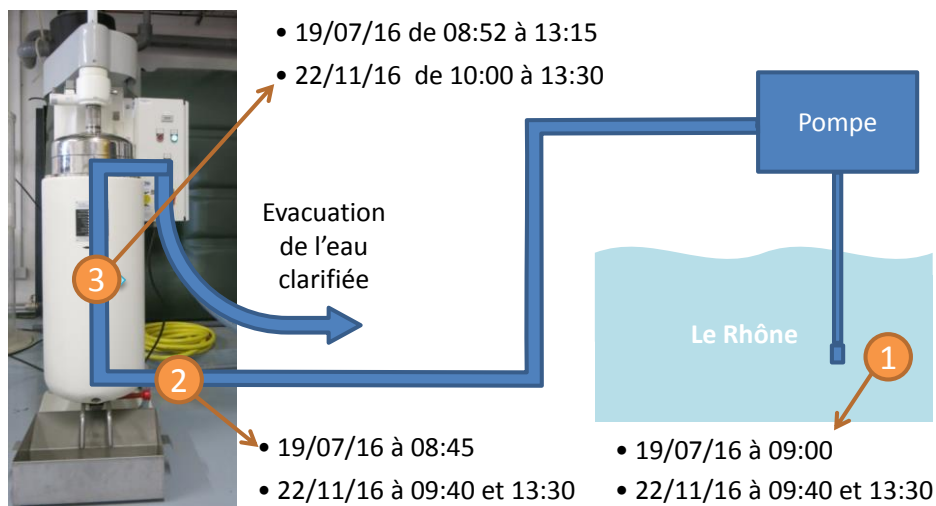 • 19/07/16 de 08:52 à 13:15
• 22/11/16 de 10:00 à 13:30
Pompe
Evacuation
de l’eau
clarifiée
3
Le Rhône
1
2
• 19/07/16 à 08:45
• 22/11/16 à 09:40 et 13:30
• 19/07/16 à 09:00
• 22/11/16 à 09:40 et 13:30